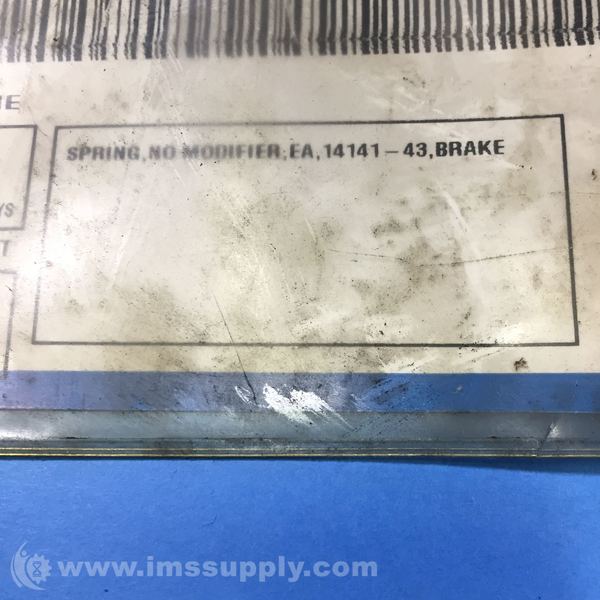 SPRING,NO MODIFIER,EA,14141-43,BRAKE
www.imssupply.com